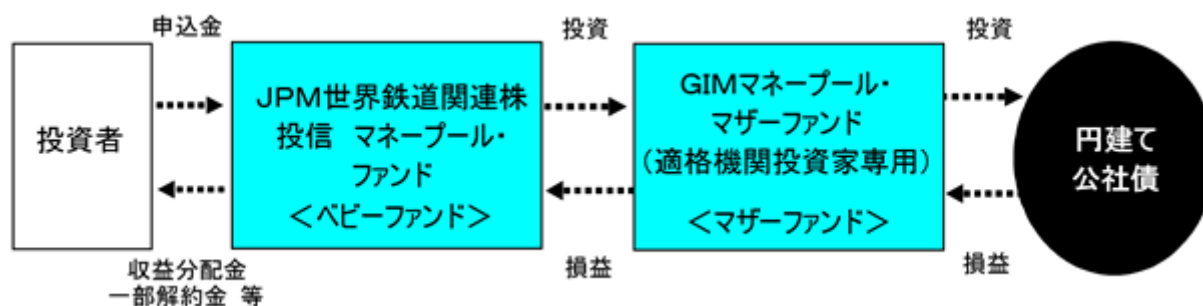 申込金
投資
投資
投資者
JPM世界鉄道関連株
投信 マネープール・
ファンド
<ベビーファンド>
GIMマネープール・
マザーファンド
(適格機関投資家専用)
<マザーファンド>
円建て
公社債
収益分配金
一部解約金 等
損益
損益